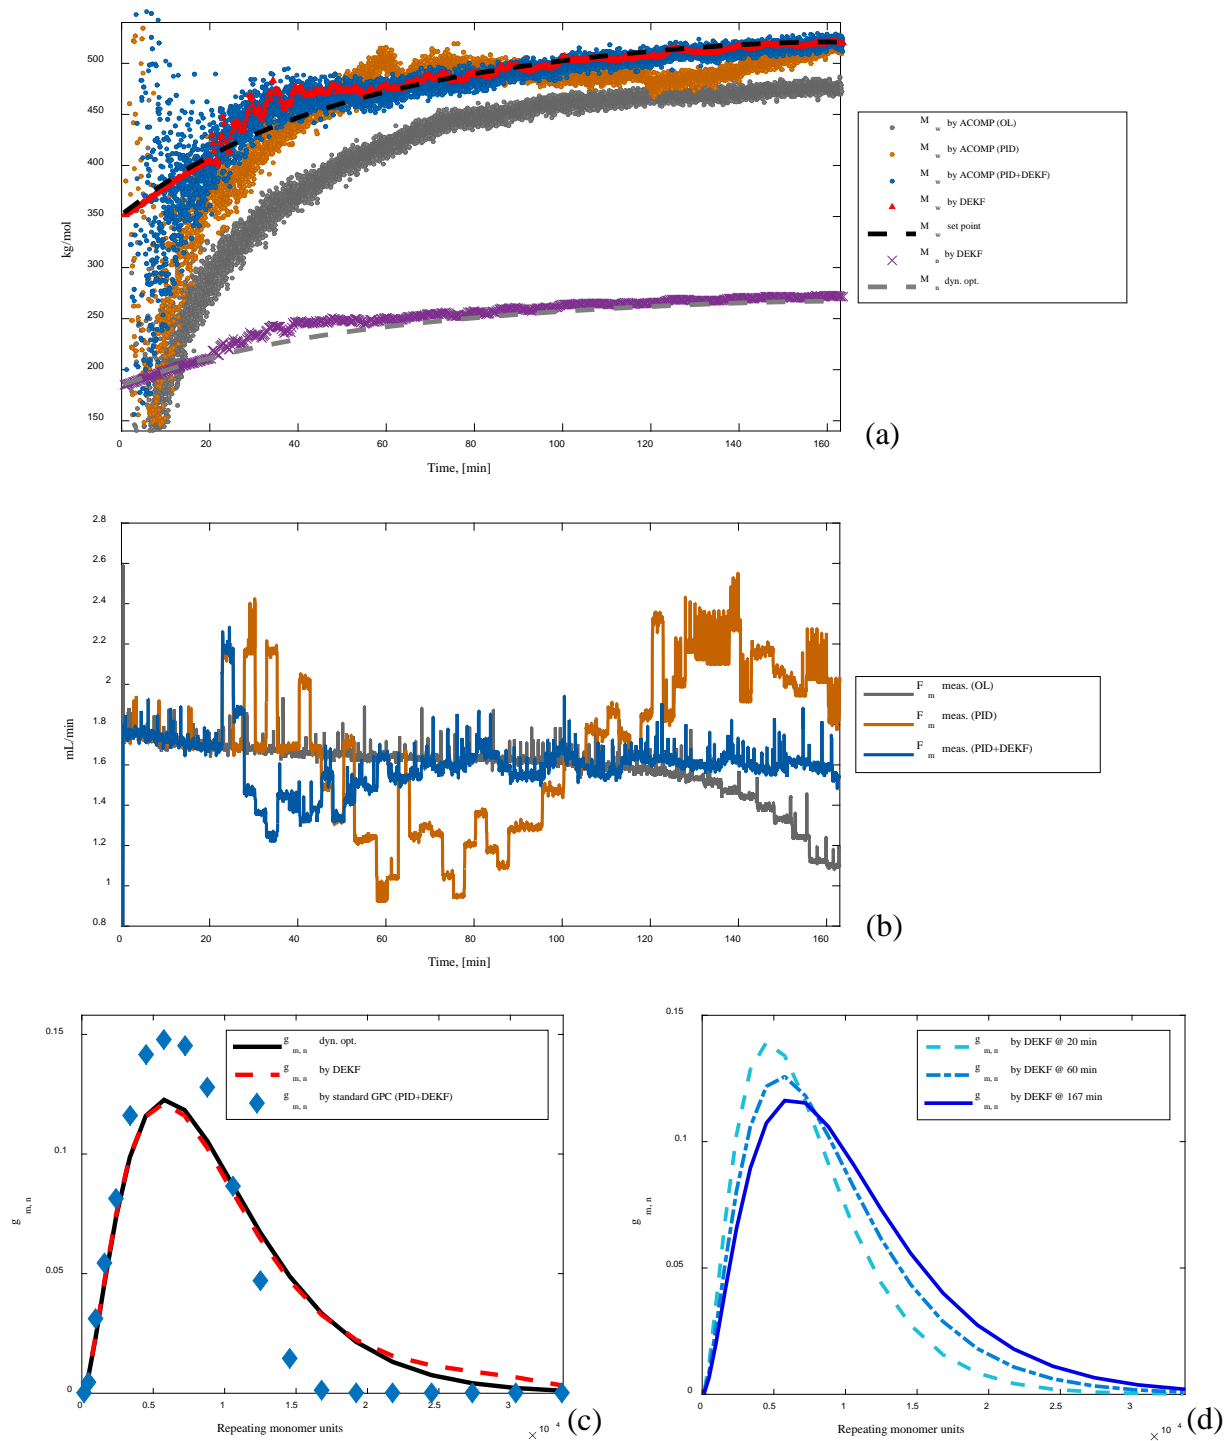 500
450
400
350
300
250
200
150
kg/mol
0 20 40 60 80 100 120 140 160
Time, [min]
M w by ACOMP (OL)
M w by ACOMP (PID)
M w by ACOMP (PID+DEKF)
M w by DEKF
M w set point
M n by DEKF
M n dyn. opt.
(a)
2.8
2.6
2.4
2.2
2
1.8
1.6
1.4
1.2
1
0.8
mL/min
0 20 40 60 80 100 120 140 160
Time, [min]
F m meas. (OL)
F m meas. (PID)
F m meas. (PID+DEKF)
(b)
0.15
0.1
0.05
0
g m, n
0 0.5 1 1.5 2 2.5 3
Repeating monomer units
× 10 4
g m, n dyn. opt.
g m, n by DEKF
g m, n by standard GPC (PID+DEKF)
(c)
0.15
0.1
0.05
0
g m, n
0 0.5 1 1.5 2 2.5 3
Repeating monomer units
× 10 4
g m, n by DEKF @ 20 min
g m, n by DEKF @ 60 min
g m, n by DEKF @ 167 min
(d)